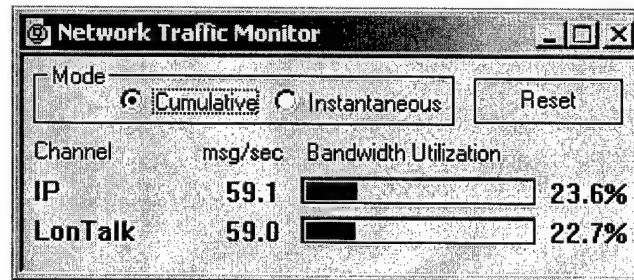 Network Traffic Monitor
Mode
Cumulative Instantaneous Reset
Channel msg/sec Bandwidth Utilization
IP 59.1 23.6%
LonTalk 59.0 22.7%